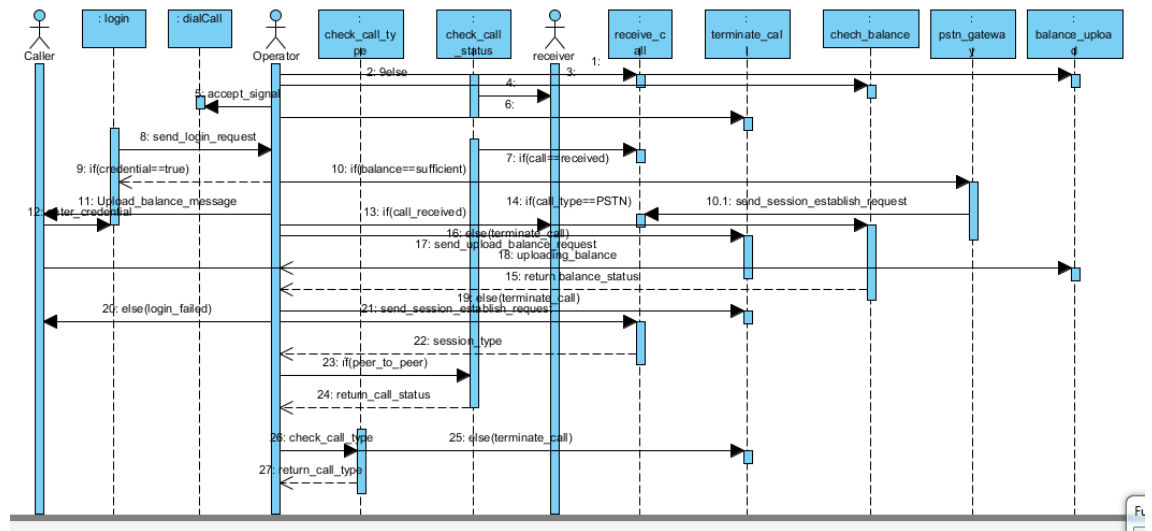 : login
: dialCall
:
check_call_ty
pe
:
check_call
_status
:
receive_c
all
:
terminate_cal
l
:
chech_balance
:
pstn_gatewa
y
:
balance_uploa
d
Caller
Operator
receiver
1:
2: 9else
3:
4:
5: accept_signal
6:
8: send_login_request
7: if(call==received)
9: if(credential==true)
10: if(balance==sufficient)
11: Upload_balance_message
14: if(call_type==PSTN)
10.1: send_session_establish_request
12: enter_credential
13: if(call_received)
16: else(terminate_call)
17: send_upload_balance_request
18: uploading_balance
15: return balance_status
19: else(terminate_call)
20: else(login_failed)
21: send_session_establish_request
22: session_type
23: if(peer_to_peer)
24: return_call_status
26: check_call_type
25: else(terminate_call)
27: return_call_type
Fu